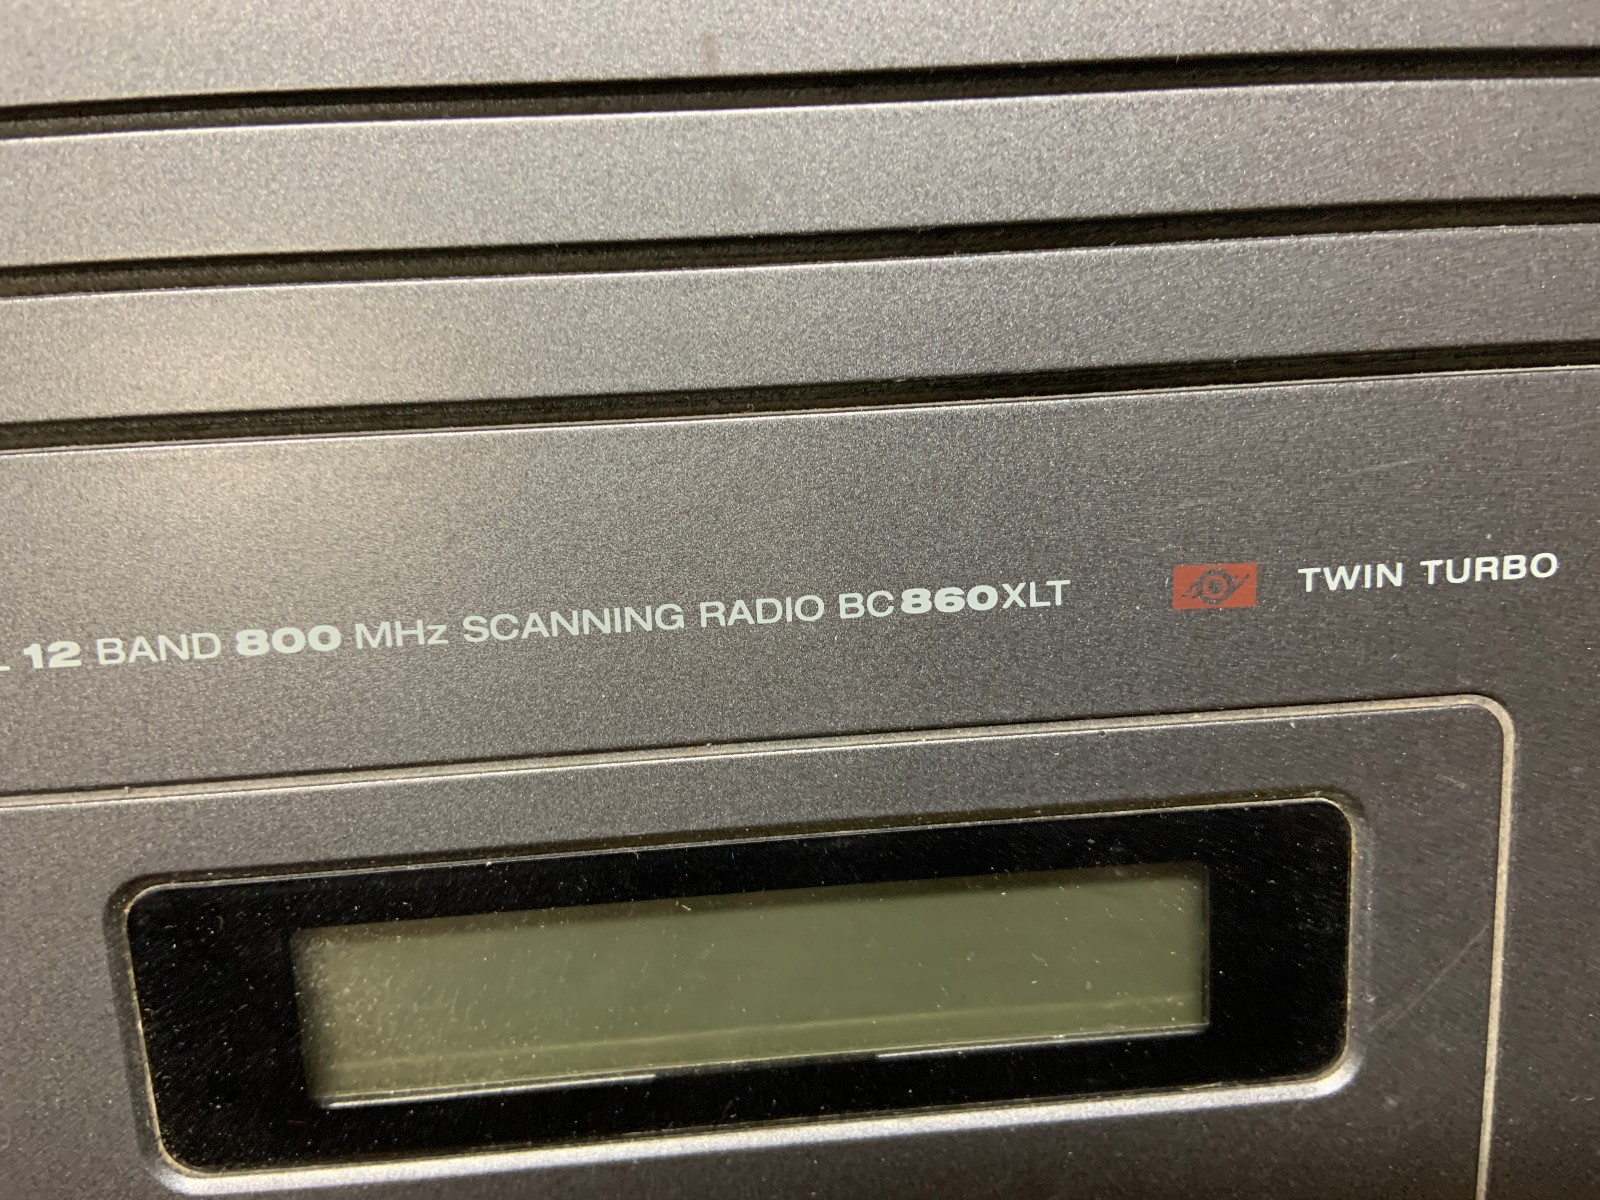 12 BAND 800 MHz SCANNING RADIO BC860XLT TWIN TURBO